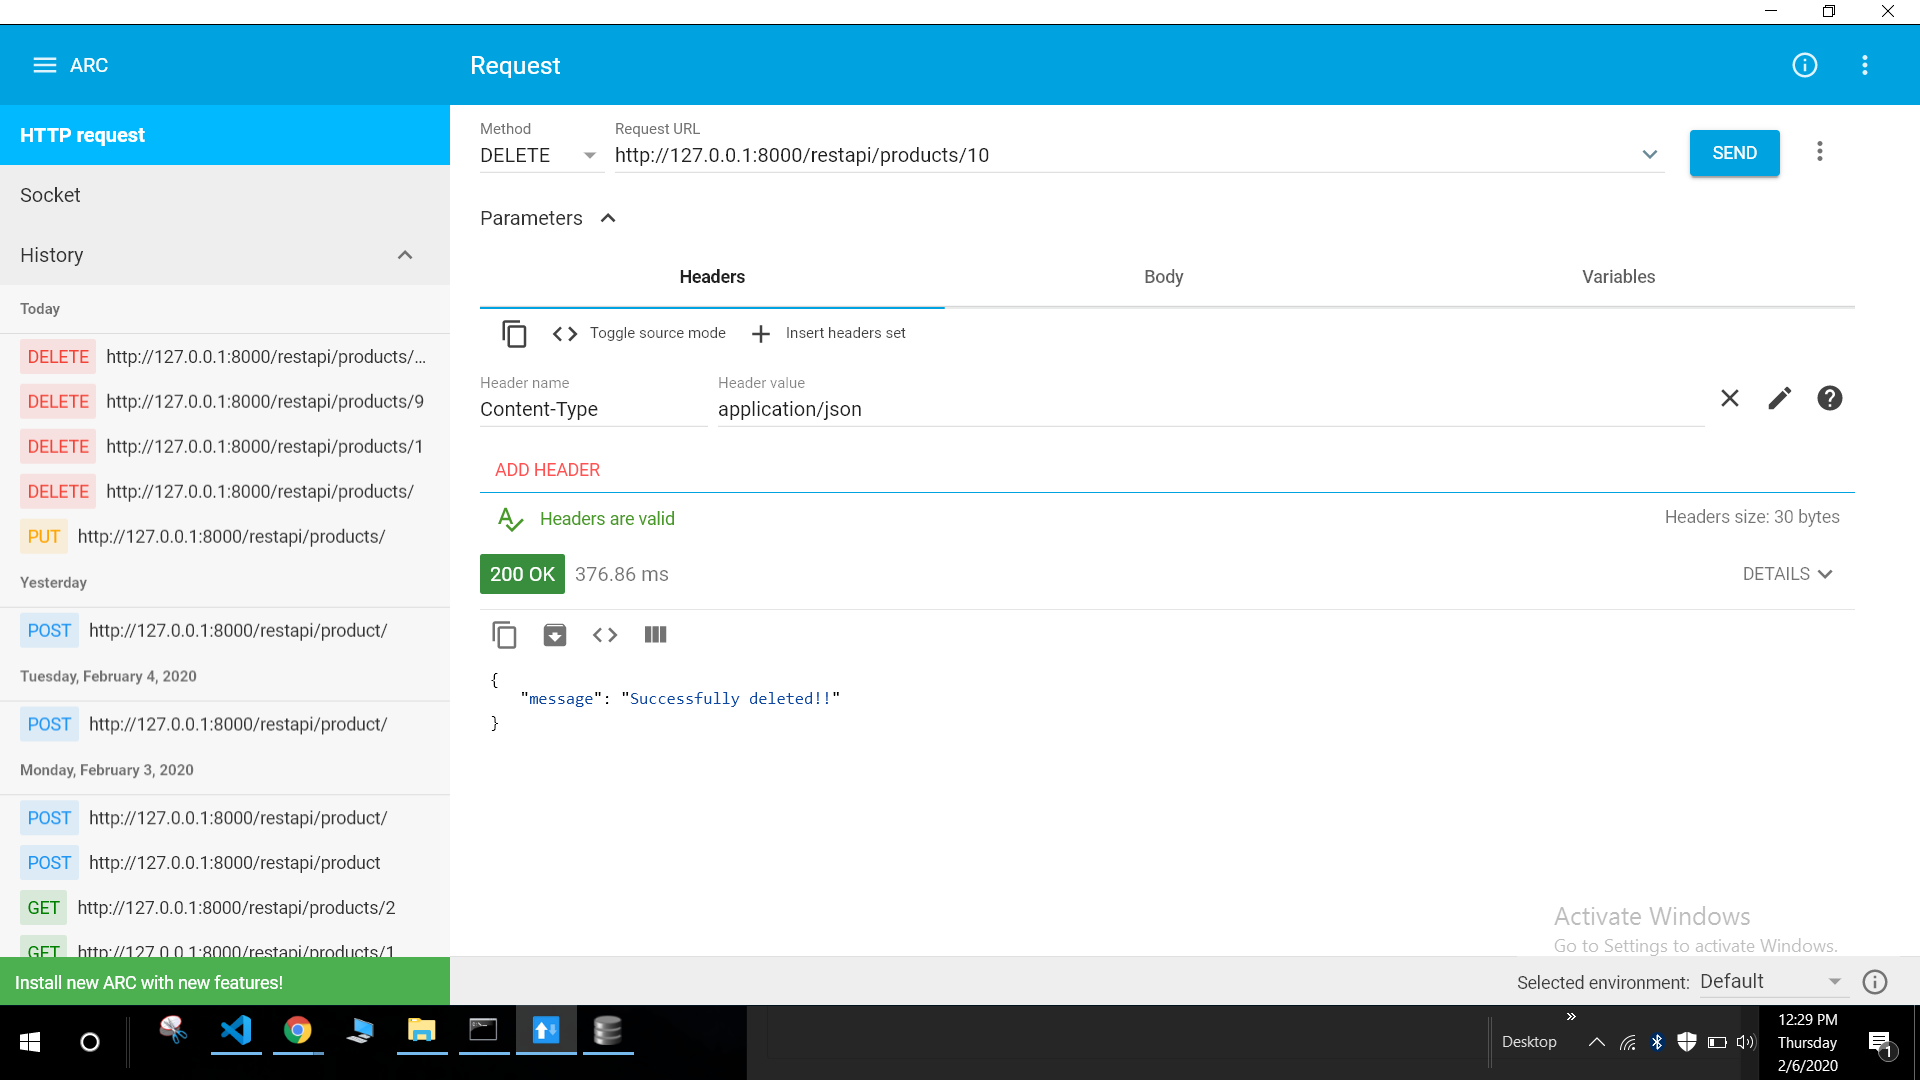 ARC
Request
HTTP request
Socket
History
Today
DELETE http://127.0.0.1:8000/restapi/products/...
DELETE http://127.0.0.1:8000/restapi/products/9
DELETE http://127.0.0.1:8000/restapi/products/1
DELETE http://127.0.0.1:8000/restapi/products/
PUT http://127.0.0.1:8000/restapi/products/
Yesterday
POST http://127.0.0.1:8000/restapi/product/
Tuesday, February 4, 2020
POST http://127.0.0.1:8000/restapi/product/
Monday, February 3, 2020
POST http://127.0.0.1:8000/restapi/product/
POST http://127.0.0.1:8000/restapi/product
GET http://127.0.0.1:8000/restapi/products/2
GET http://127.0.0.1:8000/restapi/products/1
Install new ARC with new features!
Method Request URL
DELETE http://127.0.0.1:8000/restapi/products/10
SEND
Parameters
Headers Body Variables
Toggle source mode Insert headers set
Header name Header value
Content-Type application/json
ADD HEADER
Headers are valid Headers size: 30 bytes
200 OK 376.86 ms DETAILS
{
"message": "Successfully deleted!!"
}
Activate Windows
Go to Settings to activate Windows.
Selected environment: Default
Desktop
12:29 PM
Thursday
2/6/2020
1